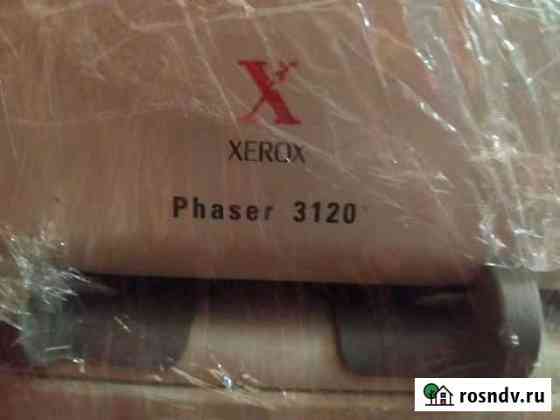 X
XEROX
Phaser 3120
rosndv.ru